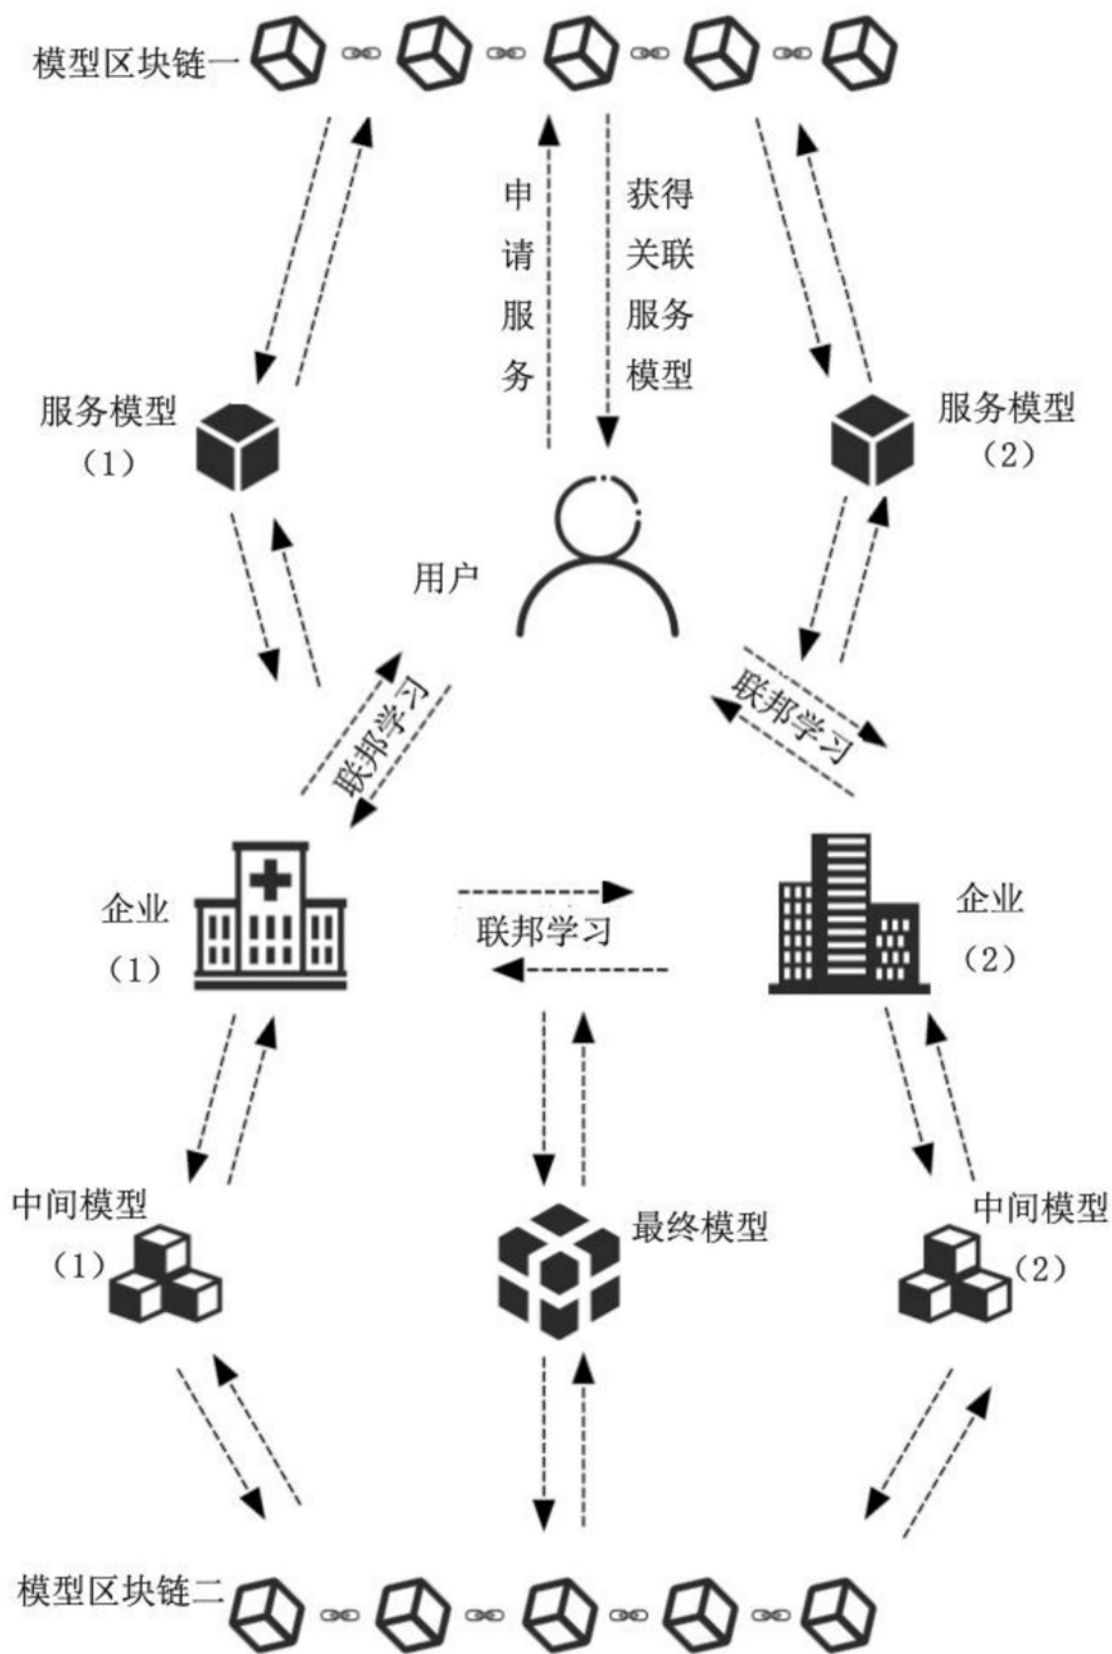 模型区块链一
申请服务
获得关联服务模型
服务模型
（1）
服务模型
（2）
用户
联邦学习
联邦学习
企业
（1）
联邦学习
企业
（2）
中间模型
（1）
最终模型
中间模型
（2）
模型区块链二